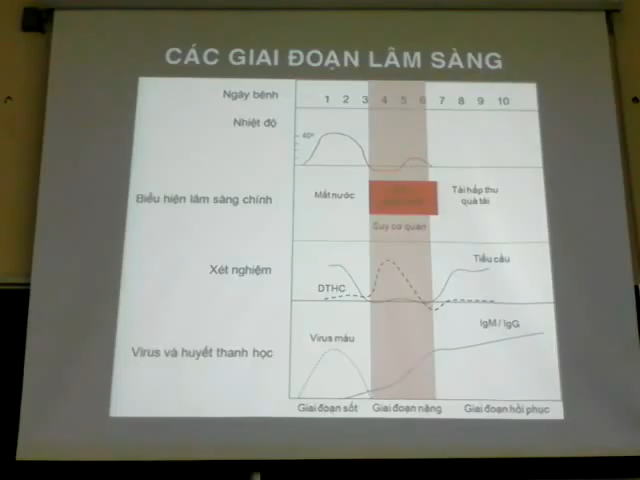 CÁC GIAI ĐOẠN LÂM SÀNG
Ngày bệnh
1 2 3 4 5 6 7 8 9 10
Nhiệt độ
40°
Biểu hiện lâm sàng chính
Mất nước
Tái hấp thu
quá tải
Suy cơ quan
Xét nghiệm
Tiểu cầu
DTHC
IgM / IgG
Virus máu
Virus và huyết thanh học
Giai đoạn sốt
Giai đoạn nặng
Giai đoạn hồi phục